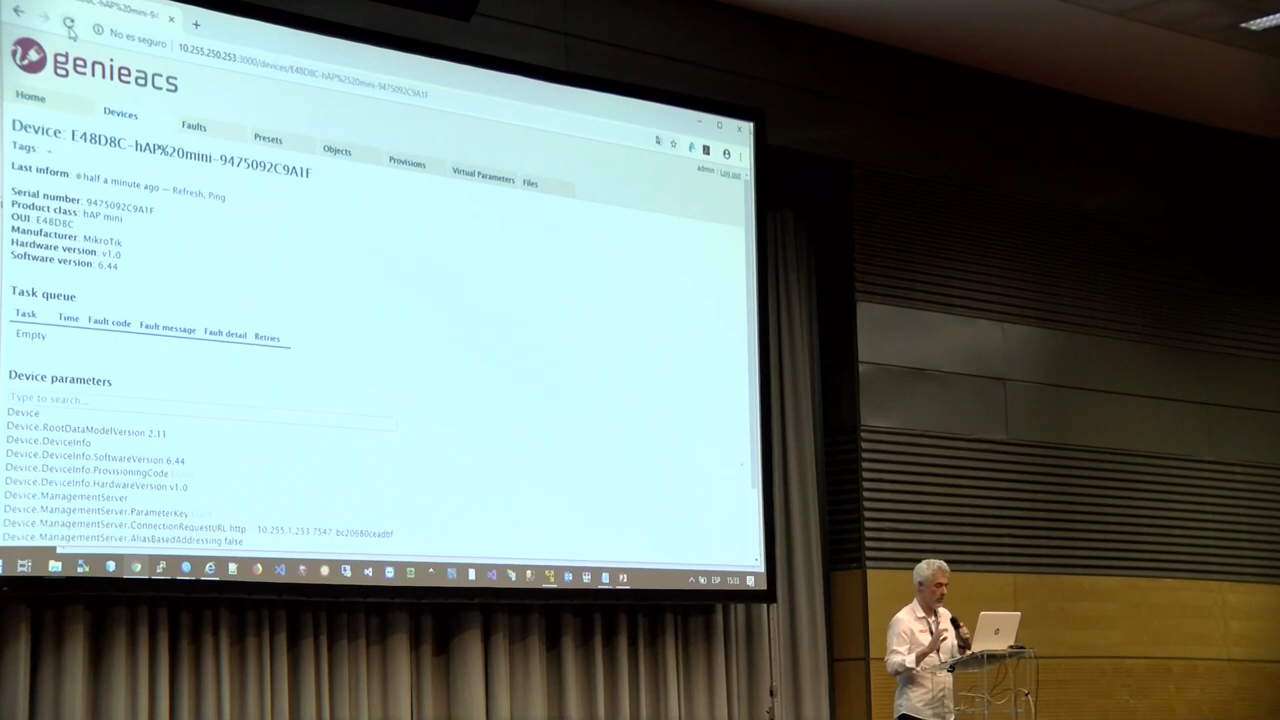 No es seguro
10.255.250.253:3000/devices/E48D8C-hAP%2520mini-9475092C9A1F
genieacs
Home
Devices
Faults
Presets
Objects
Provisions
Virtual Parameters
Files
admin Log out
Device: E48D8C-hAP%20mini-9475092C9A1F
Tags:
Last inform: half a minute ago — Refresh, Ping
Serial number: 9475092C9A1F
Product class: hAP mini
OUI: E48D8C
Manufacturer: MikroTik
Hardware version: v1.0
Software version: 6.44
Task queue
Task Time Fault code Fault message Fault detail Retries
Empty
Device parameters
Type to search...
Device
Device.RootDataModelVersion 2.11
Device.DeviceInfo
Device.DeviceInfo.SoftwareVersion 6.44
Device.DeviceInfo.ProvisioningCode
Device.DeviceInfo.HardwareVersion v1.0
Device.ManagementServer
Device.ManagementServer.ParameterKey
Device.ManagementServer.ConnectionRequestURL http 10.255.1.253 7547 bc20680ceadbf
Device.ManagementServer.AliasBasedAddressing false
ESP 15:33
hp